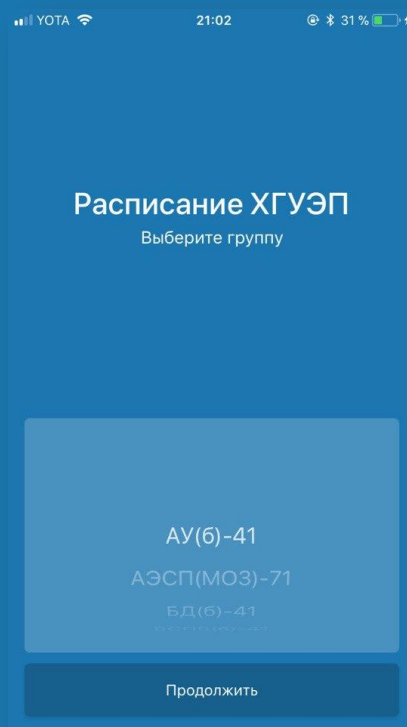 YOTA 21:02 31 %
Расписание ХГУЭП
Выберите группу
АУ(б)-41
АЭСП(МОЗ)-71
БД(б)-41
Продолжить